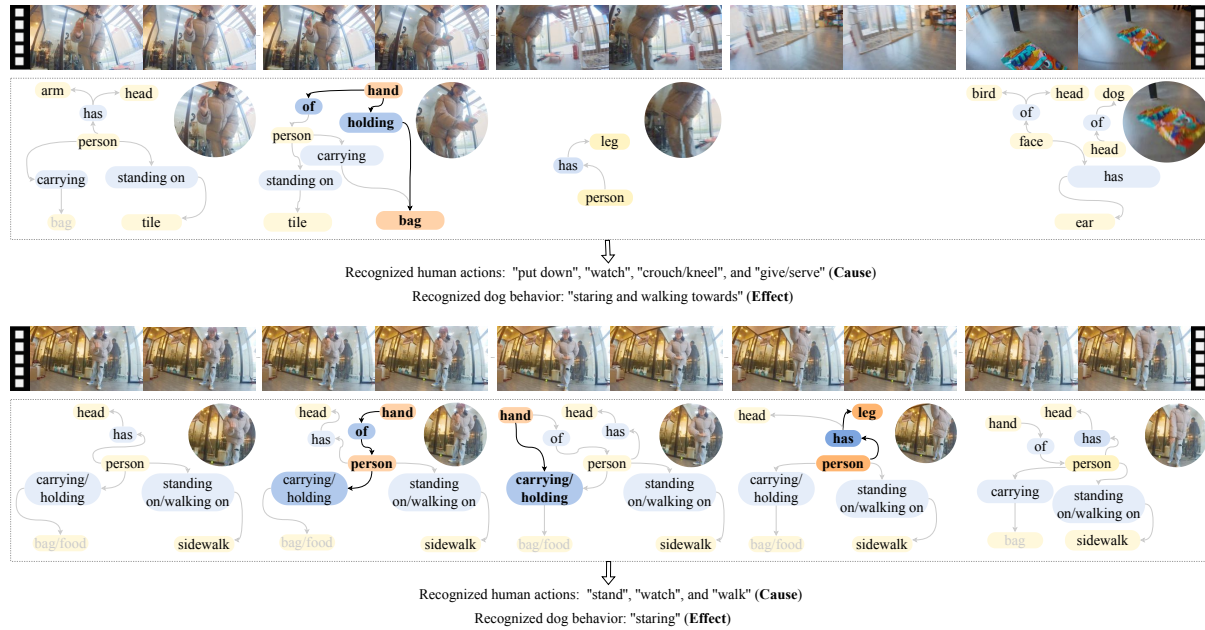 arm
head
has
person
carrying
standing on
bag
tile
hand
of
holding
person
carrying
standing on
tile
bag
leg
has
person
bird
head
dog
of
of
face
head
has
ear
Recognized human actions: "put down", "watch", "crouch/kneel", and "give/serve" (Cause)
Recognized dog behavior: "staring and walking towards" (Effect)
head
has
person
carrying/
holding
standing
on/walking on
bag/food
sidewalk
head
hand
of
has
person
carrying/
holding
standing
on/walking on
bag/food
sidewalk
hand
head
of
has
person
carrying/
holding
standing
on/walking on
bag/food
sidewalk
head
leg
has
person
carrying/
holding
standing
on/walking on
bag/food
sidewalk
head
hand
of
has
person
carrying
standing
on/walking on
bag
sidewalk
Recognized human actions: "stand", "watch", and "walk" (Cause)
Recognized dog behavior: "staring" (Effect)